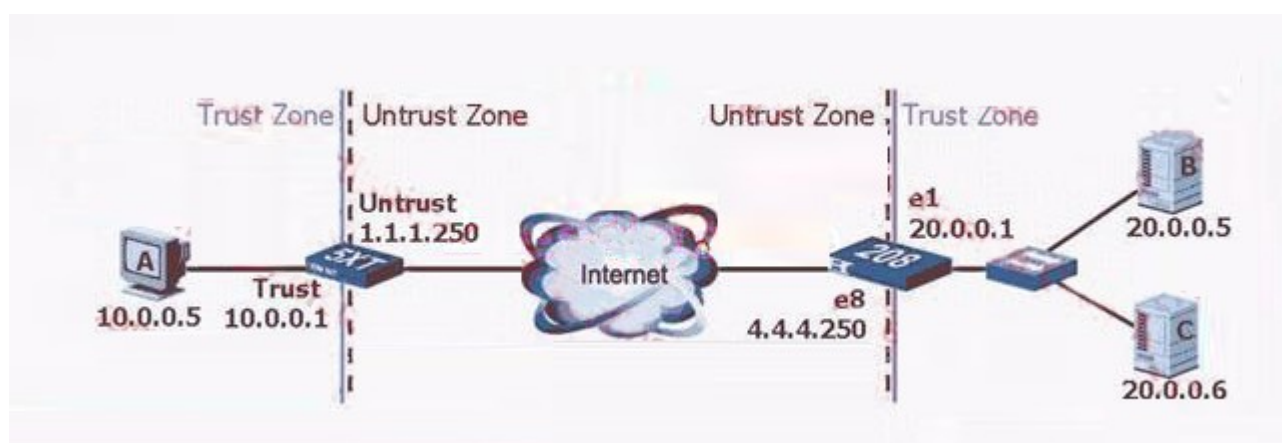 Trust Zone
Untrust Zone
Untrust Zone
Trust Zone
Untrust
1.1.1.250
e1
20.0.0.1
B
20.0.0.5
A
5XT
Internet
208
Trust
10.0.0.5
10.0.0.1
e8
4.4.4.250
C
20.0.0.6